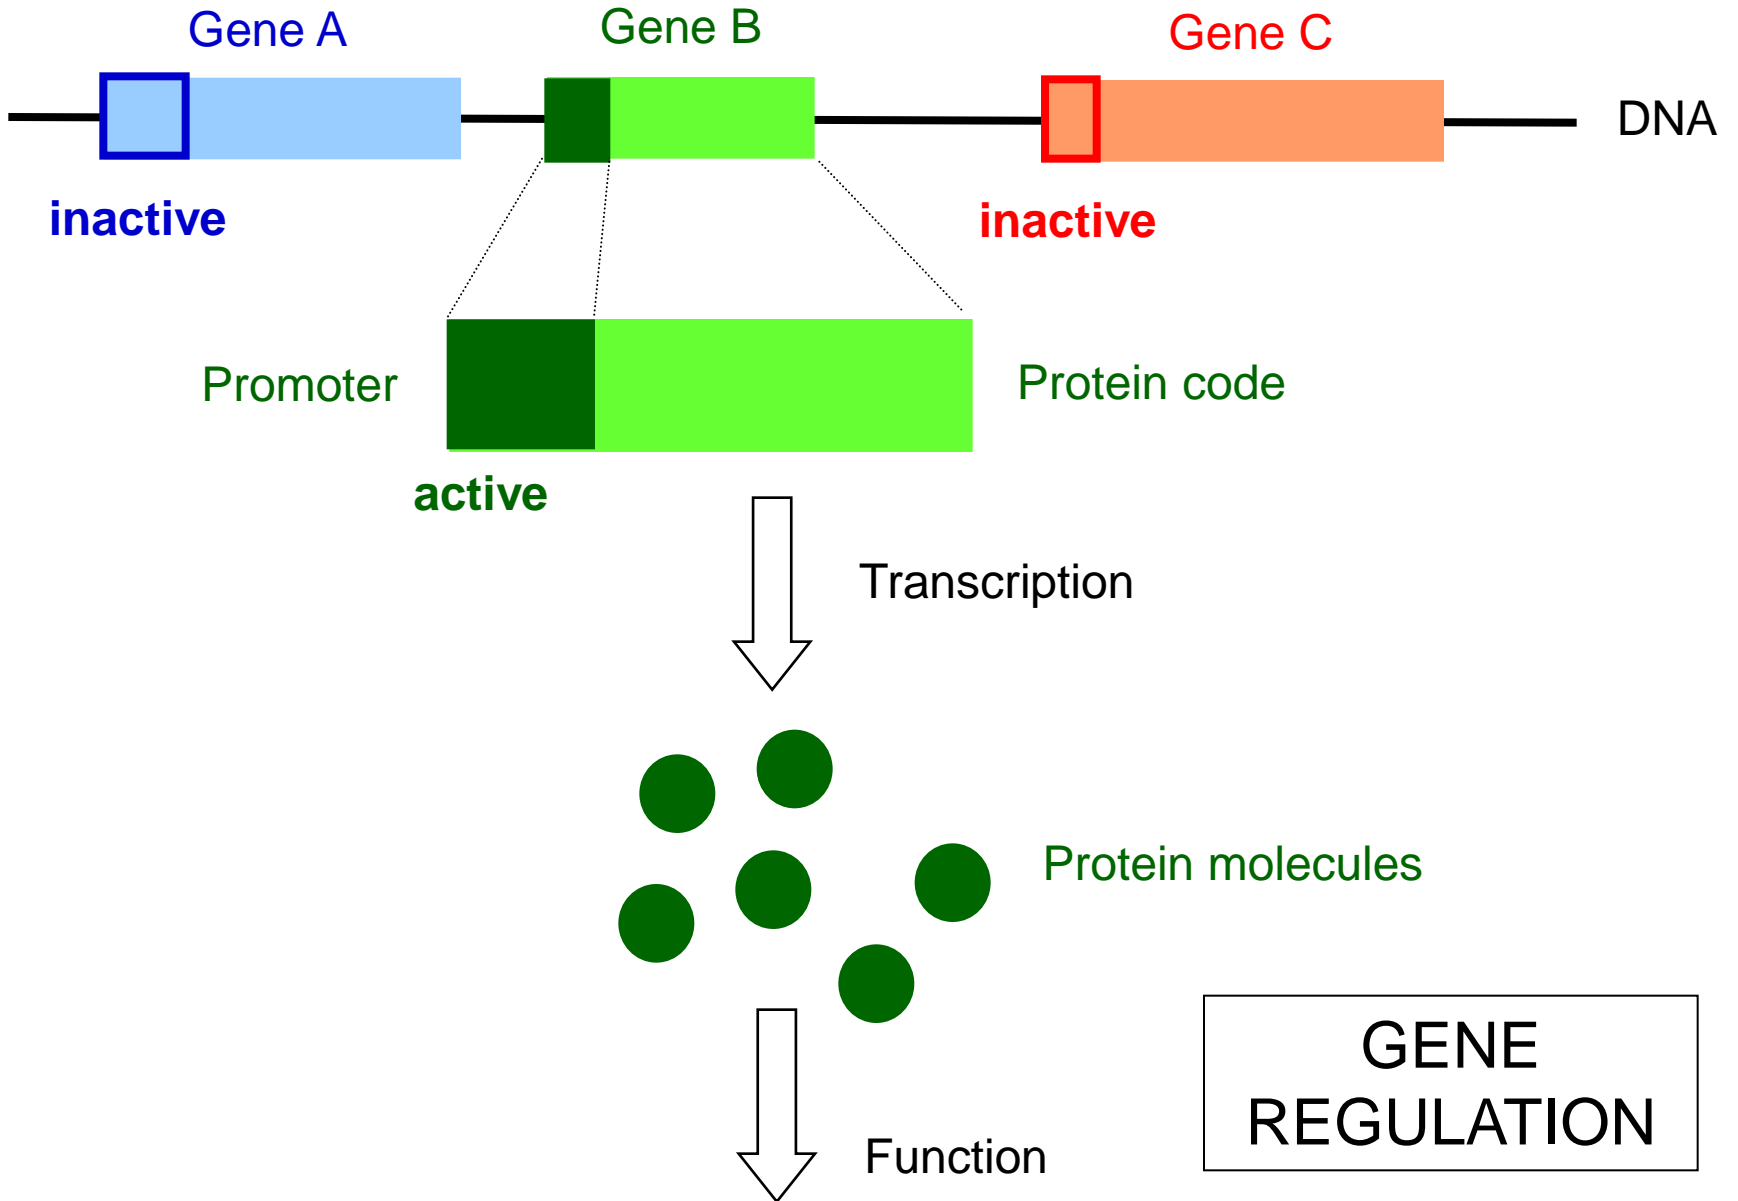 Gene A
Gene B
Gene C
DNA
inactive
inactive
Promoter
Protein code
active
Transcription
Protein molecules
GENE
REGULATION
Function